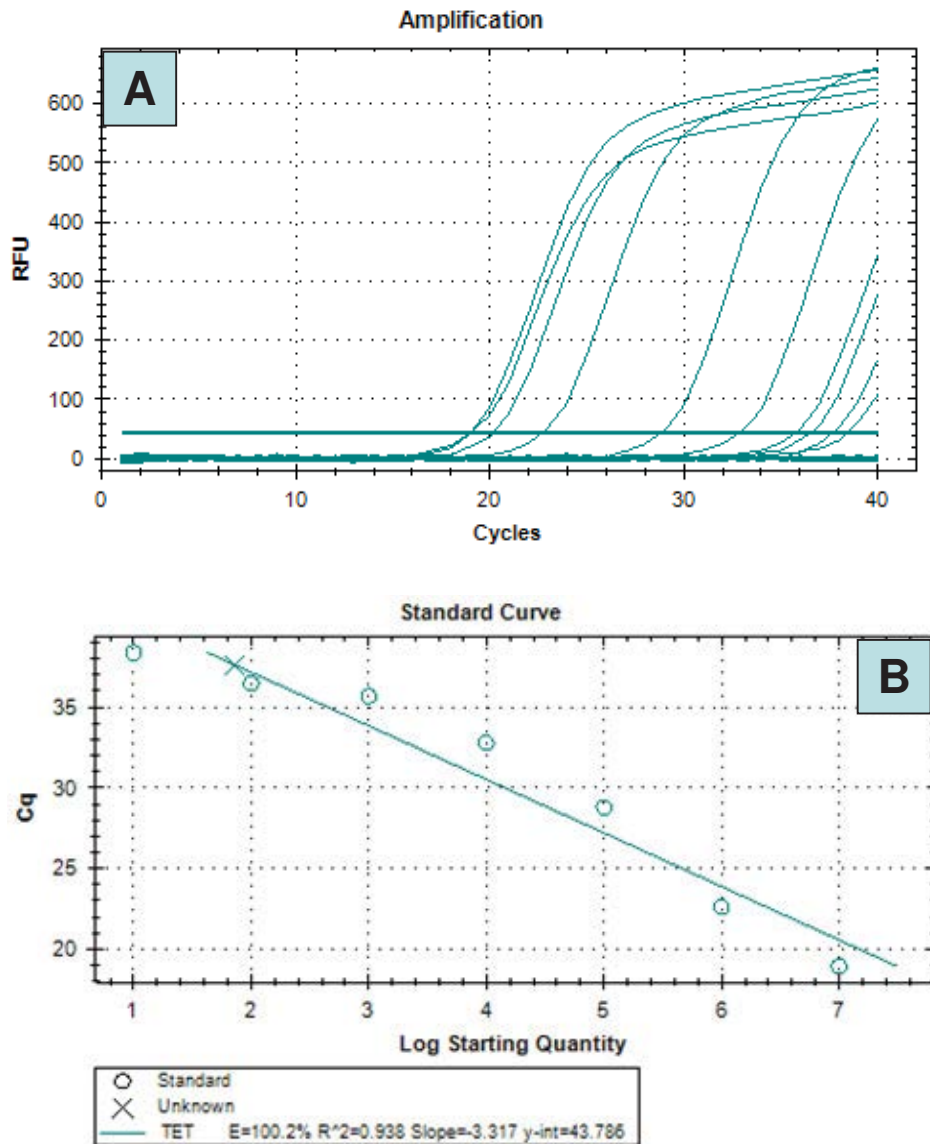 Amplification
A
600
500
400
300
200
100
0
RFU
0 10 20 30 40
Cycles
Standard Curve
B
35
30
25
20
Cq
1 2 3 4 5 6 7
Log Starting Quantity
Standard
Unknown
TET E=100.2% R^2=0.938 Slope=-3.317 y-int=43.786